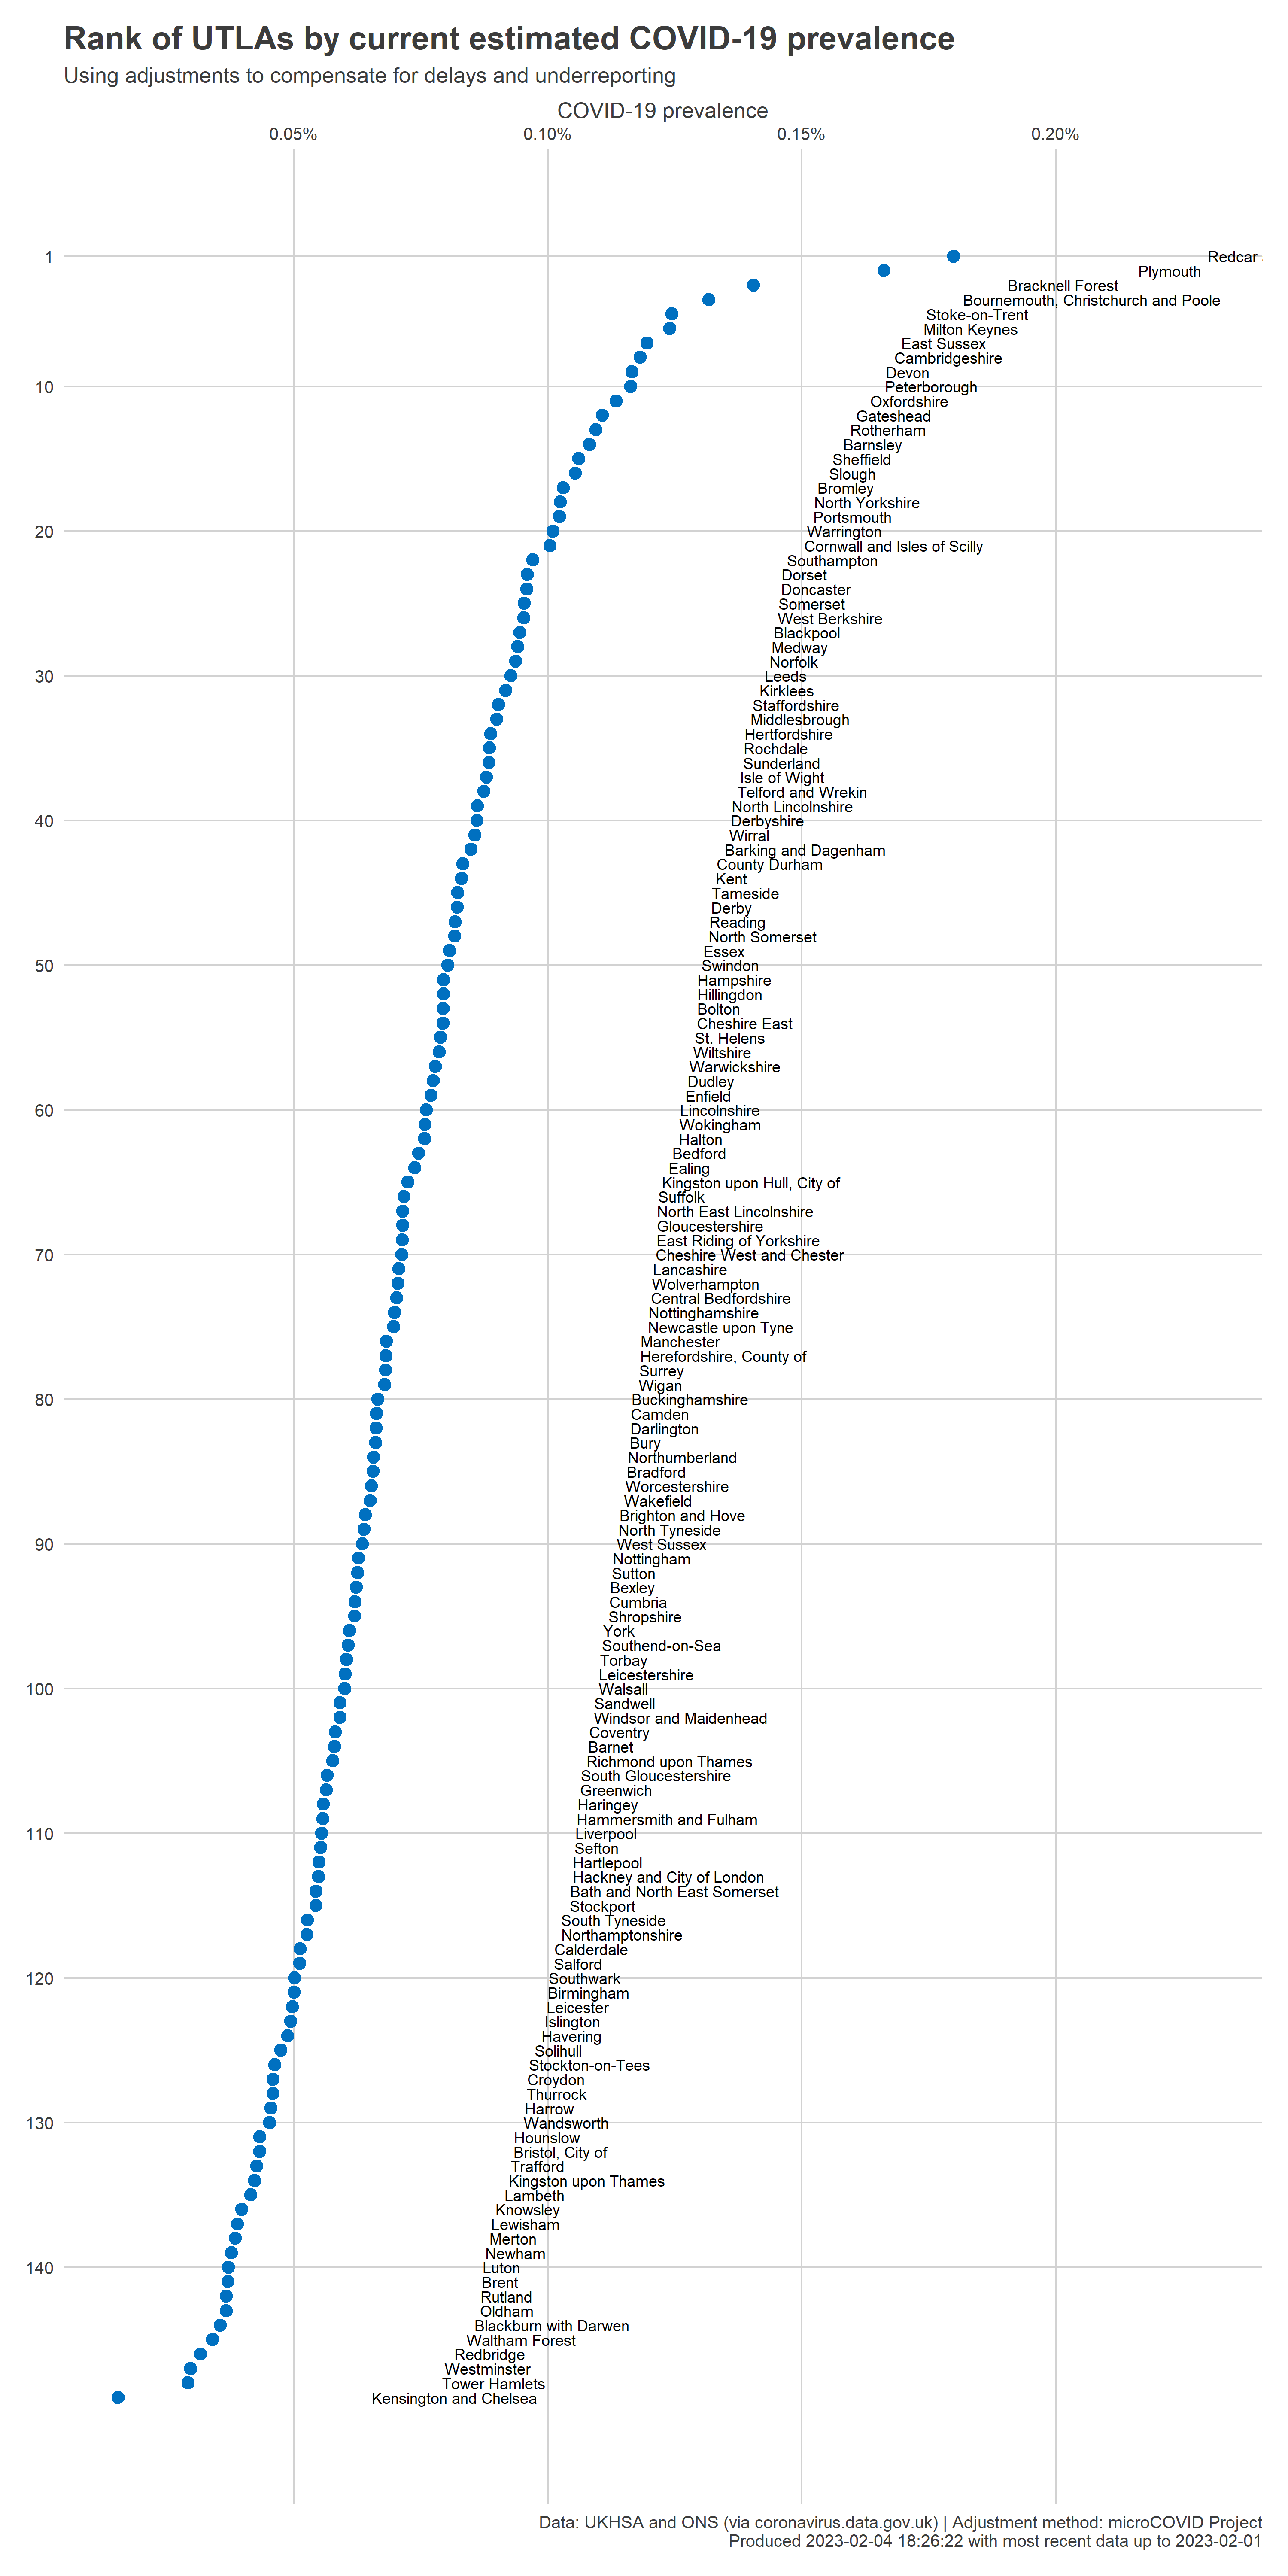 Rank of UTLAs by current estimated COVID-19 prevalence
Using adjustments to compensate for delays and underreporting
COVID-19 prevalence
0.05% 0.10% 0.15% 0.20%
1 Redcar
Plymouth
Bracknell Forest
Bournemouth, Christchurch and Poole
Stoke-on-Trent
Milton Keynes
East Sussex
Cambridgeshire
Devon
10 Peterborough
Oxfordshire
Gateshead
Rotherham
Barnsley
Sheffield
Slough
Bromley
North Yorkshire
Portsmouth
20 Warrington
Cornwall and Isles of Scilly
Southampton
Dorset
Doncaster
Somerset
West Berkshire
Blackpool
Medway
Norfolk
30 Leeds
Kirklees
Staffordshire
Middlesbrough
Hertfordshire
Rochdale
Sunderland
Isle of Wight
Telford and Wrekin
North Lincolnshire
40 Derbyshire
Wirral
Barking and Dagenham
County Durham
Kent
Tameside
Derby
Reading
North Somerset
Essex
50 Swindon
Hampshire
Hillingdon
Bolton
Cheshire East
St. Helens
Wiltshire
Warwickshire
Dudley
Enfield
60 Lincolnshire
Wokingham
Halton
Bedford
Ealing
Kingston upon Hull, City of
Suffolk
North East Lincolnshire
Gloucestershire
East Riding of Yorkshire
70 Cheshire West and Chester
Lancashire
Wolverhampton
Central Bedfordshire
Nottinghamshire
Newcastle upon Tyne
Manchester
Herefordshire, County of
Surrey
Wigan
80 Buckinghamshire
Camden
Darlington
Bury
Northumberland
Bradford
Worcestershire
Wakefield
Brighton and Hove
North Tyneside
90 West Sussex
Nottingham
Sutton
Bexley
Cumbria
Shropshire
York
Southend-on-Sea
Torbay
Leicestershire
100 Walsall
Sandwell
Windsor and Maidenhead
Coventry
Barnet
Richmond upon Thames
South Gloucestershire
Greenwich
Haringey
Hammersmith and Fulham
110 Liverpool
Sefton
Hartlepool
Hackney and City of London
Bath and North East Somerset
Stockport
South Tyneside
Northamptonshire
Calderdale
Salford
120 Southwark
Birmingham
Leicester
Islington
Havering
Solihull
Stockton-on-Tees
Croydon
Thurrock
Harrow
130 Wandsworth
Hounslow
Bristol, City of
Trafford
Kingston upon Thames
Lambeth
Knowsley
Lewisham
Merton
Newham
140 Luton
Brent
Rutland
Oldham
Blackburn with Darwen
Waltham Forest
Redbridge
Westminster
Tower Hamlets
Kensington and Chelsea
Data: UKHSA and ONS (via coronavirus.data.gov.uk) | Adjustment method: microCOVID Project
Produced 2023-02-04 18:26:22 with most recent data up to 2023-02-01